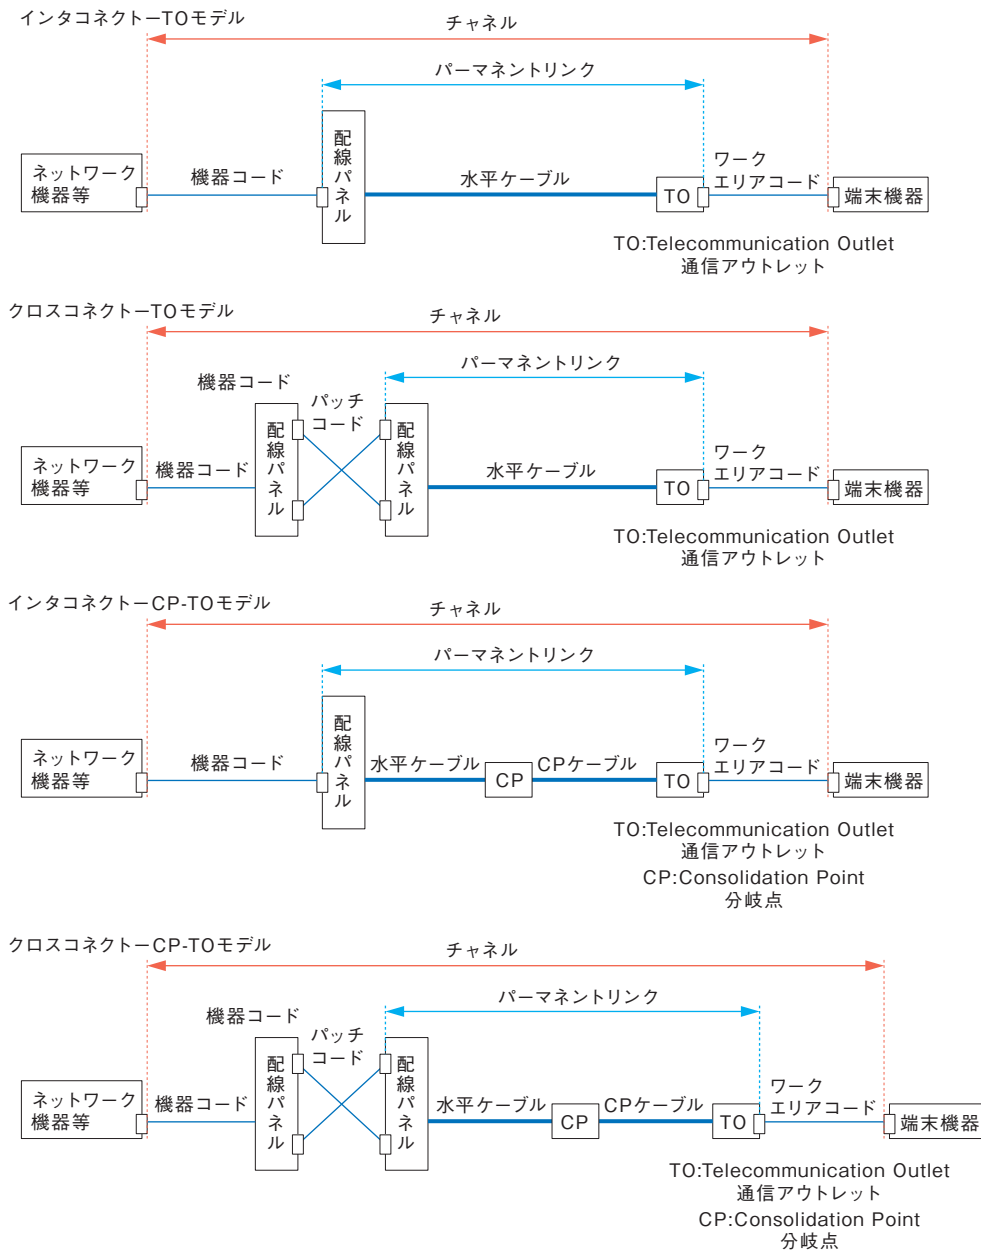 インタコネクトーTOモデル
チャネル
パーマネントリンク
ネットワーク
機器等
機器コード
配線パネル
水平ケーブル
TO
ワーク
エリアコード
端末機器
TO:Telecommunication Outlet
通信アウトレット
クロスコネクトーTOモデル
チャネル
パーマネントリンク
機器コード
パッチ
コード
ネットワーク
機器等
機器コード
配線パネル
配線パネル
水平ケーブル
TO
ワーク
エリアコード
端末機器
TO:Telecommunication Outlet
通信アウトレット
インタコネクトーCP-TOモデル
チャネル
パーマネントリンク
ネットワーク
機器等
機器コード
配線パネル
水平ケーブル
CP
CPケーブル
TO
ワーク
エリアコード
端末機器
TO:Telecommunication Outlet
通信アウトレット
CP:Consolidation Point
分岐点
クロスコネクトーCP-TOモデル
チャネル
パーマネントリンク
機器コード
パッチ
コード
ネットワーク
機器等
機器コード
配線パネル
配線パネル
水平ケーブル
CP
CPケーブル
TO
ワーク
エリアコード
端末機器
TO:Telecommunication Outlet
通信アウトレット
CP:Consolidation Point
分岐点